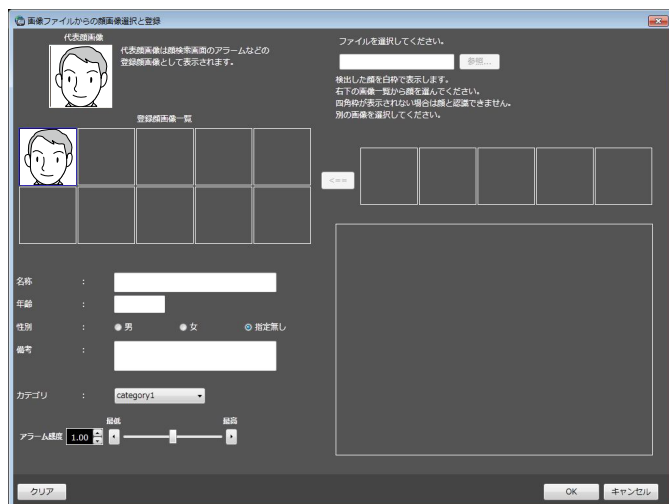 画像ファイルからの顔画像選択と登録
代表顔画像
代表顔画像は顔検索画面のアラームなどの
登録顔画像として表示されます。
登録顔画像一覧
ファイルを選択してください。
参照...
検出した顔を白枠で表示します。
右下の画像一覧から顔を選んでください。
四角枠が表示されない場合は顔と認識できません。
別の画像を選択してください。
<==
名称 :
年齢 :
性別 : 男 女 指定無し
備考 :
カテゴリ : category1
最低 最高
アラーム感度 1.00
クリア
OK キャンセル